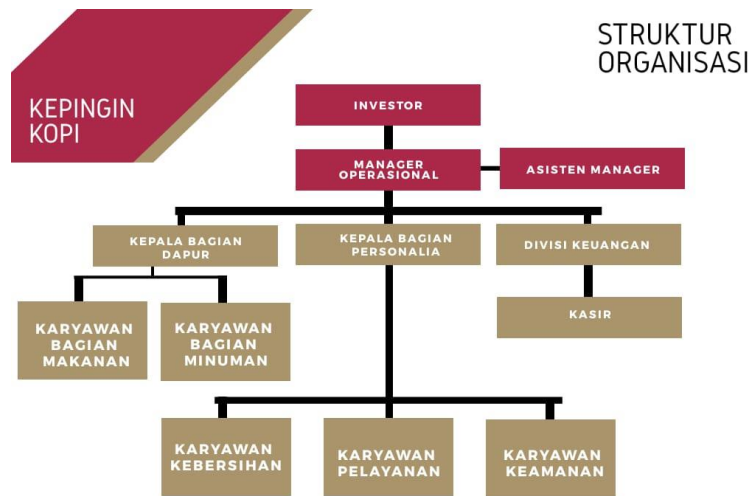 KEPINGIN
KOPI
STRUKTUR
ORGANISASI
INVESTOR
MANAGER
OPERASIONAL
ASISTEN MANAGER
KEPALA BAGIAN
DAPUR
KEPALA BAGIAN
PERSONALIA
DIVISI KEUANGAN
KARYAWAN
BAGIAN
MAKANAN
KARYAWAN
BAGIAN
MINUMAN
KASIR
KARYAWAN
KEBERSIHAN
KARYAWAN
PELAYANAN
KARYAWAN
KEAMANAN